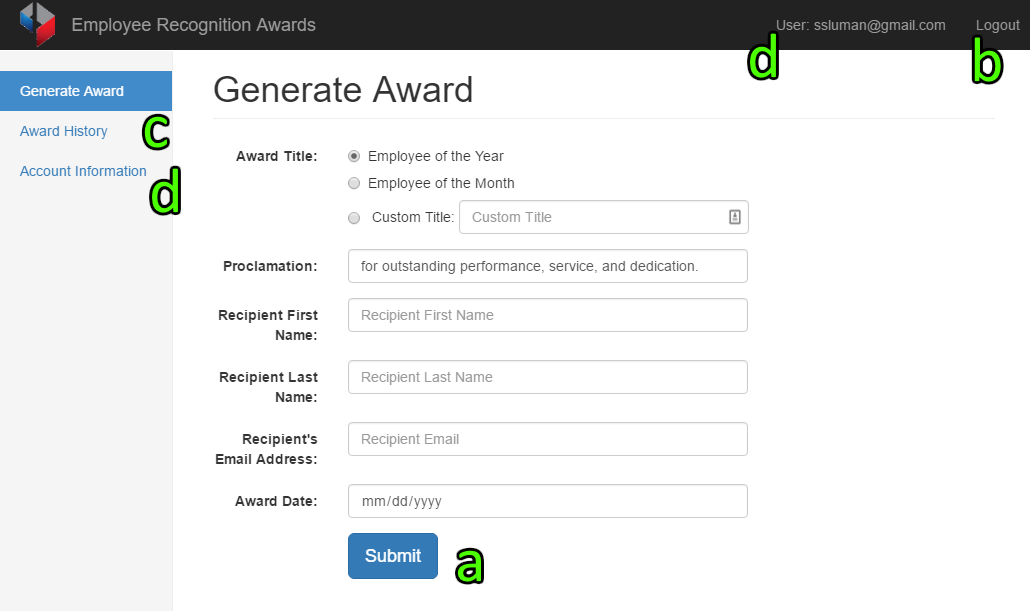 Employee Recognition Awards
User: ssluman@gmail.com
Logout
d
b
Generate Award
Award History
c
Account Information
d
Generate Award
Award Title:
Employee of the Year
Employee of the Month
Custom Title:
Custom Title
Proclamation:
for outstanding performance, service, and dedication.
Recipient First
Name:
Recipient First Name
Recipient Last
Name:
Recipient Last Name
Recipient's
Email Address:
Recipient Email
Award Date:
mm/dd/yyyy
Submit
a